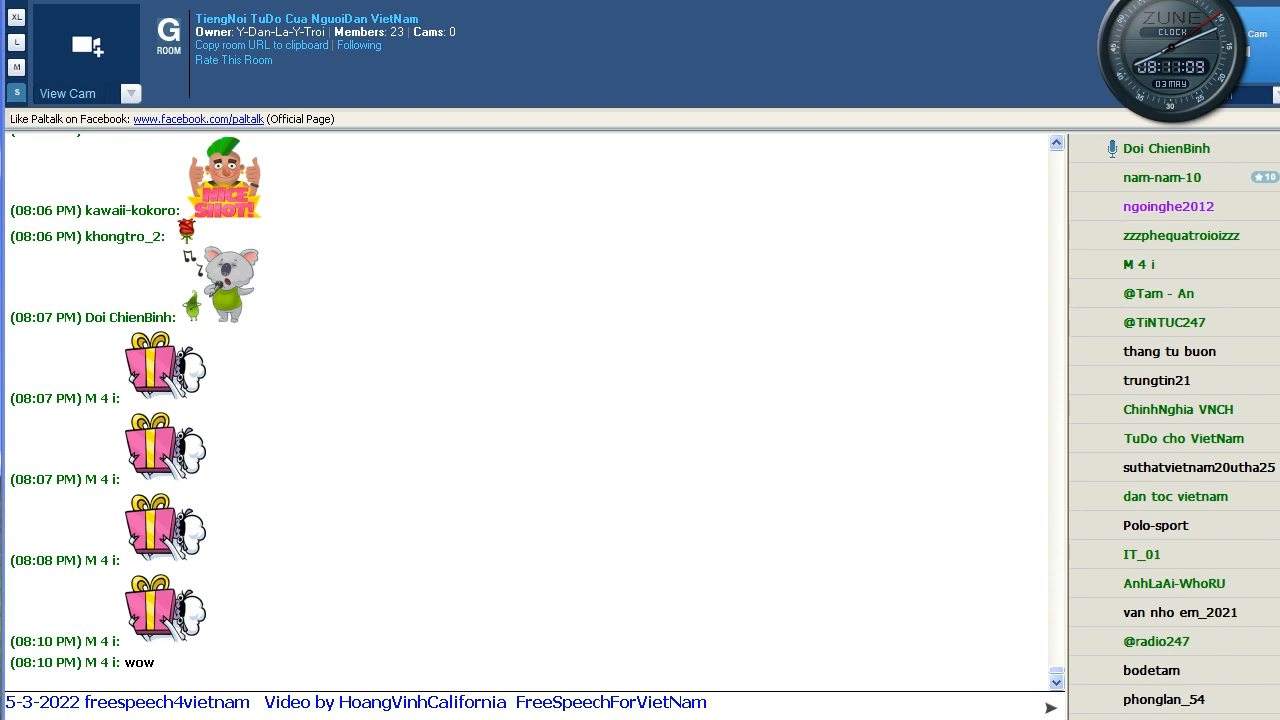 XL
L
M
S
View Cam
G
ROOM
TiengNoi TuDo Cua NguoiDan VietNam
Owner: Y-Dan-La-Y-Troi | Members: 23 | Cams: 0
Copy room URL to clipboard | Following
Rate This Room
ZUNE
CLOCK
08:11:09
03 MAY
Cam
Like Paltalk on Facebook: www.facebook.com/paltalk (Official Page)
NICE
SHOT!
(08:06 PM) kawaii-kokoro:
(08:06 PM) khongtro_2:
(08:07 PM) Doi ChienBinh:
(08:07 PM) M 4 i:
(08:07 PM) M 4 i:
(08:08 PM) M 4 i:
(08:10 PM) M 4 i:
(08:10 PM) M 4 i: wow
5-3-2022 freespeech4vietnam Video by HoangVinhCalifornia FreeSpeechForVietNam
Doi ChienBinh
nam-nam-10 10
ngoinghe2012
zzzphequatroioizzz
M 4 i
@Tam - An
@TiNTUC247
thang tu buon
trungtin21
ChinhNghia VNCH
TuDo cho VietNam
suthatvietnam20utha25
dan toc vietnam
Polo-sport
IT_01
AnhLaAi-WhoRU
van nho em_2021
@radio247
bodetam
phonglan_54